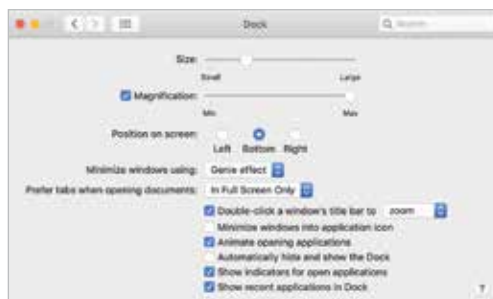 Dock
Search
Size:
Small Large
Magnification:
Min Max
Position on screen:
Left Bottom Right
Minimize windows using: Genie effect
Prefer tabs when opening documents: In Full Screen Only
Double-click a window's title bar to zoom
Minimize windows into application icon
Animate opening applications
Automatically hide and show the Dock
Show indicators for open applications
Show recent applications in Dock
?